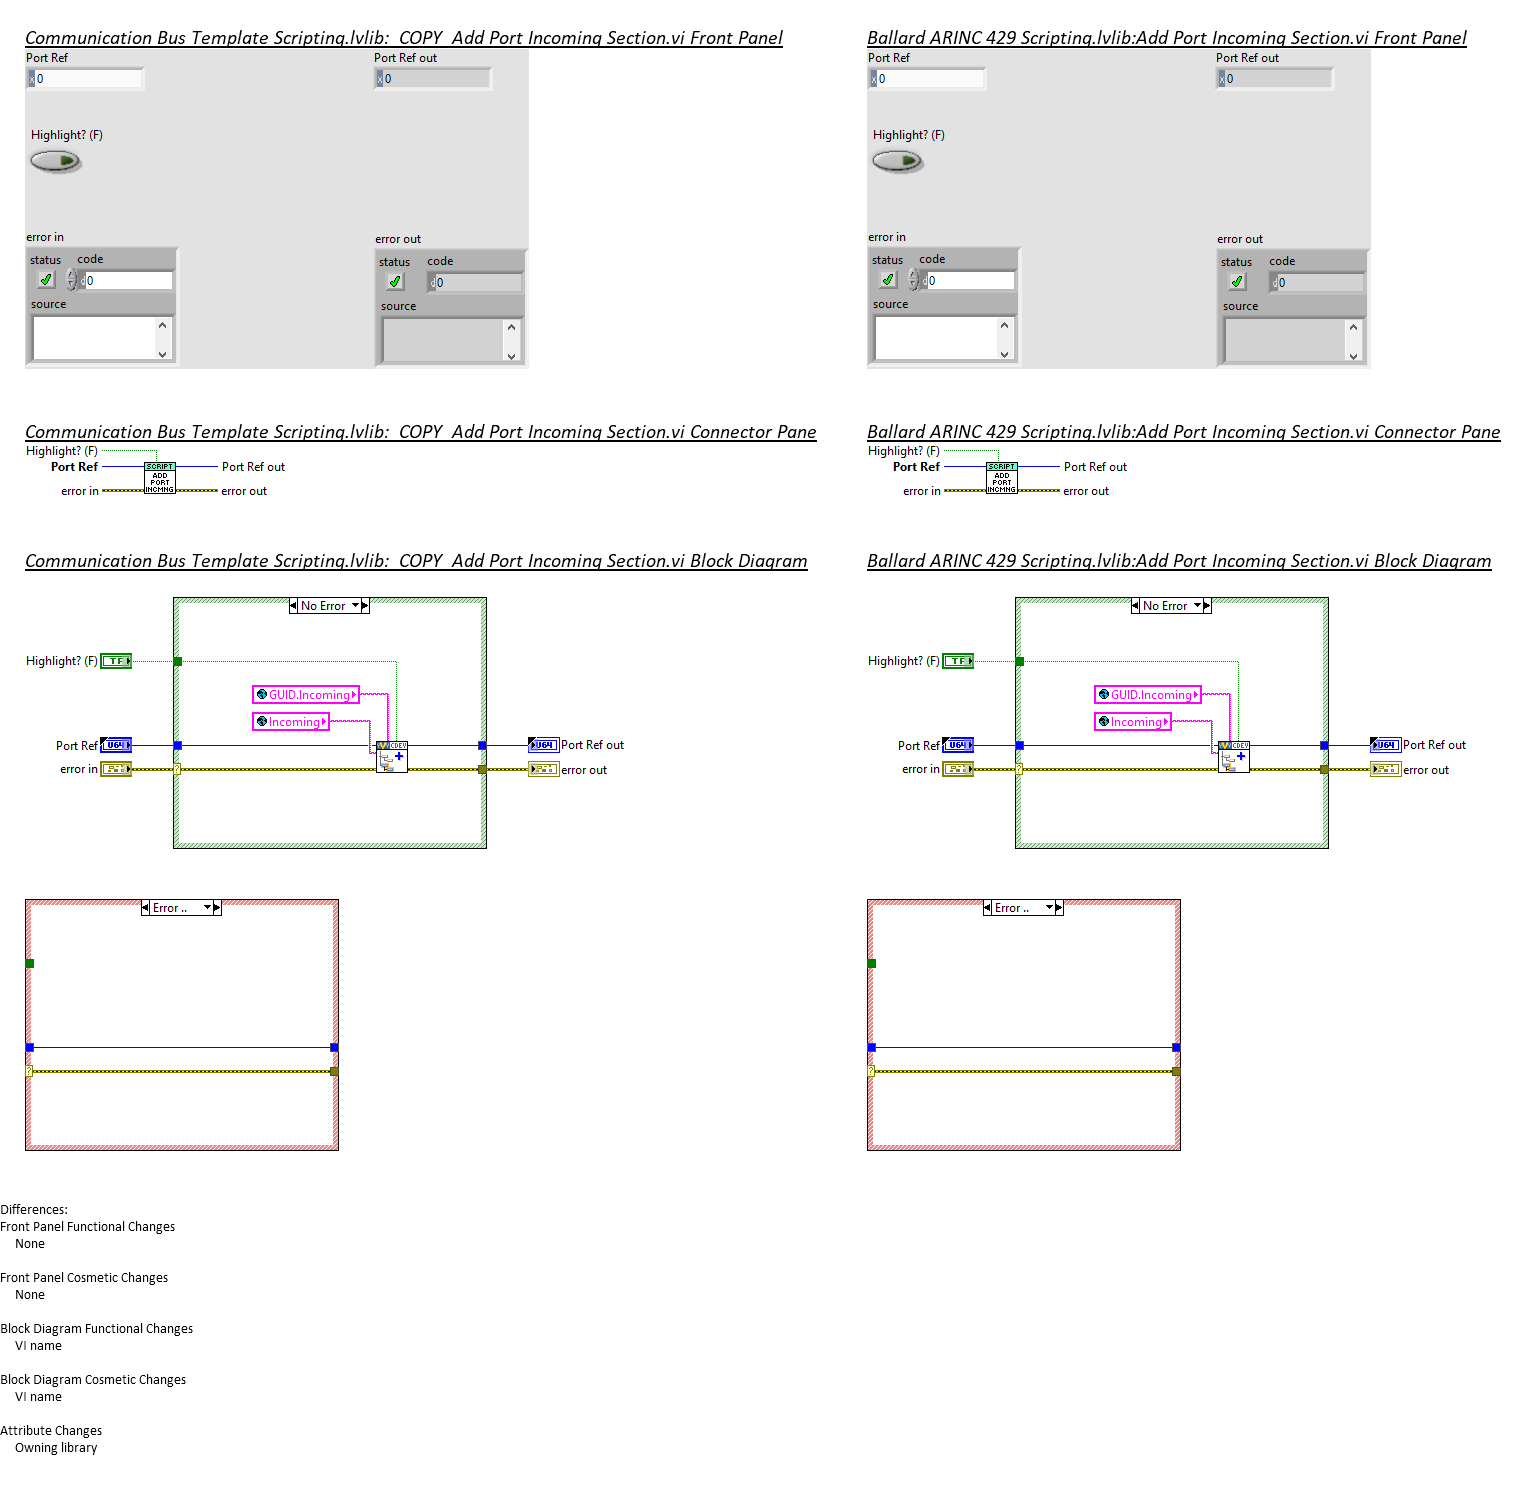 Communication Bus Template Scripting.lvlib:  COPY  Add Port Incoming Section.vi Front Panel
Port Ref
x 0
Port Ref out
x 0
Highlight? (F)
error in
status
code
d 0
source
error out
status
code
d 0
source
Ballard ARINC 429 Scripting.lvlib:Add Port Incoming Section.vi Front Panel
Port Ref
x 0
Port Ref out
x 0
Highlight? (F)
error in
status
code
d 0
source
error out
status
code
d 0
source
Communication Bus Template Scripting.lvlib:  COPY  Add Port Incoming Section.vi Connector Pane
Highlight? (F)
Port Ref
error in
SCRIPT
ADD
PORT
INCMNG
Port Ref out
error out
Ballard ARINC 429 Scripting.lvlib:Add Port Incoming Section.vi Connector Pane
Highlight? (F)
Port Ref
error in
SCRIPT
ADD
PORT
INCMNG
Port Ref out
error out
Communication Bus Template Scripting.lvlib:  COPY  Add Port Incoming Section.vi Block Diagram
No Error
Highlight? (F)
TF
GUID.Incoming
Incoming
Port Ref
U64
CDEV
U64
Port Ref out
error in
?
error out
Error ..
?
Ballard ARINC 429 Scripting.lvlib:Add Port Incoming Section.vi Block Diagram
No Error
Highlight? (F)
TF
GUID.Incoming
Incoming
Port Ref
U64
CDEV
U64
Port Ref out
error in
?
error out
Error ..
?
Differences:
Front Panel Functional Changes
None
Front Panel Cosmetic Changes
None
Block Diagram Functional Changes
VI name
Block Diagram Cosmetic Changes
VI name
Attribute Changes
Owning library